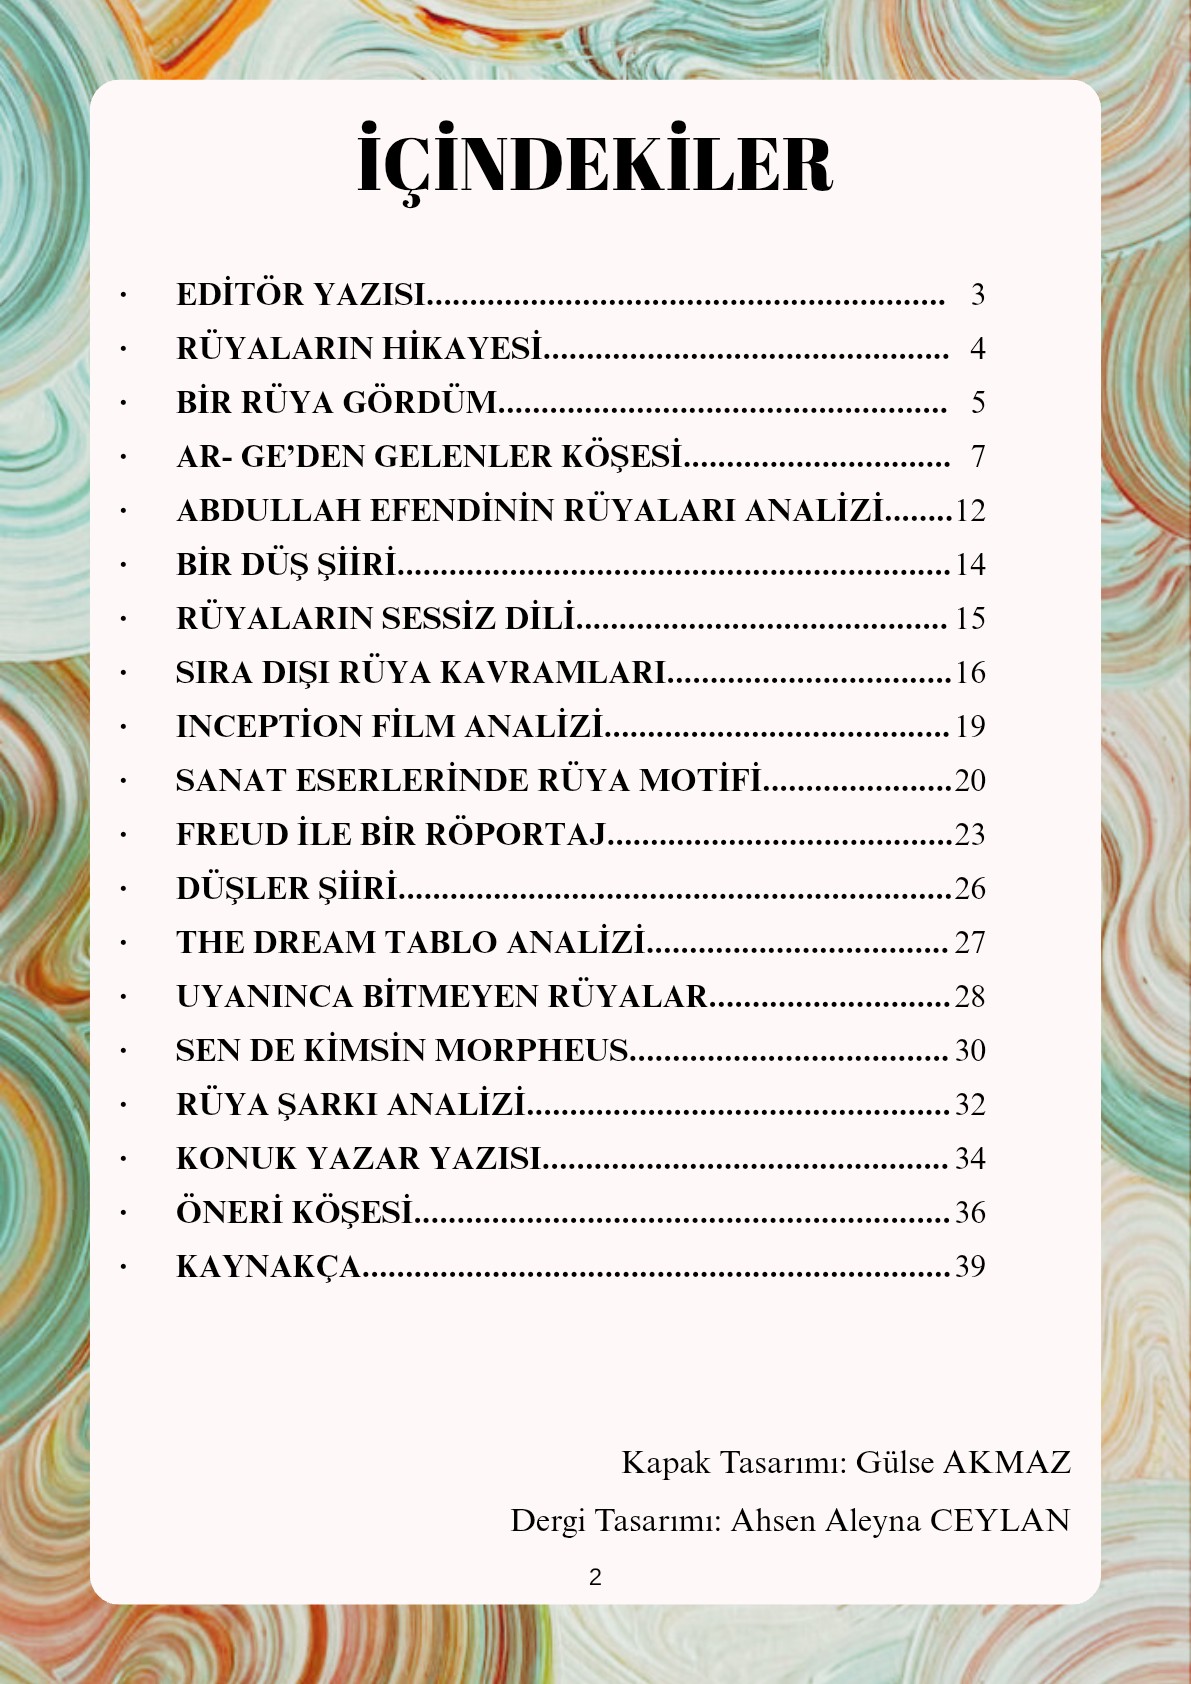 İÇİNDEKİLER
· EDİTÖR YAZISI............................................................ 3
· RÜYALARIN HİKAYESİ............................................... 4
· BİR RÜYA GÖRDÜM.................................................... 5
· AR- GE’DEN GELENLER KÖŞESİ............................... 7
· ABDULLAH EFENDİNİN RÜYALARI ANALİZİ........12
· BİR DÜŞ ŞİİRİ................................................................14
· RÜYALARIN SESSİZ DİLİ........................................... 15
· SIRA DIŞI RÜYA KAVRAMLARI.................................16
· INCEPTİON FİLM ANALİZİ........................................19
· SANAT ESERLERİNDE RÜYA MOTİFİ......................20
· FREUD İLE BİR RÖPORTAJ........................................23
· DÜŞLER ŞİİRİ................................................................26
· THE DREAM TABLO ANALİZİ...................................27
· UYANINCA BİTMEYEN RÜYALAR............................28
· SEN DE KİMSİN MORPHEUS.....................................30
· RÜYA ŞARKI ANALİZİ.................................................32
· KONUK YAZAR YAZISI...............................................34
· ÖNERİ KÖŞESİ..............................................................36
· KAYNAKÇA....................................................................39
Kapak Tasarımı: Gülse AKMAZ
Dergi Tasarımı: Ahsen Aleyna CEYLAN
2